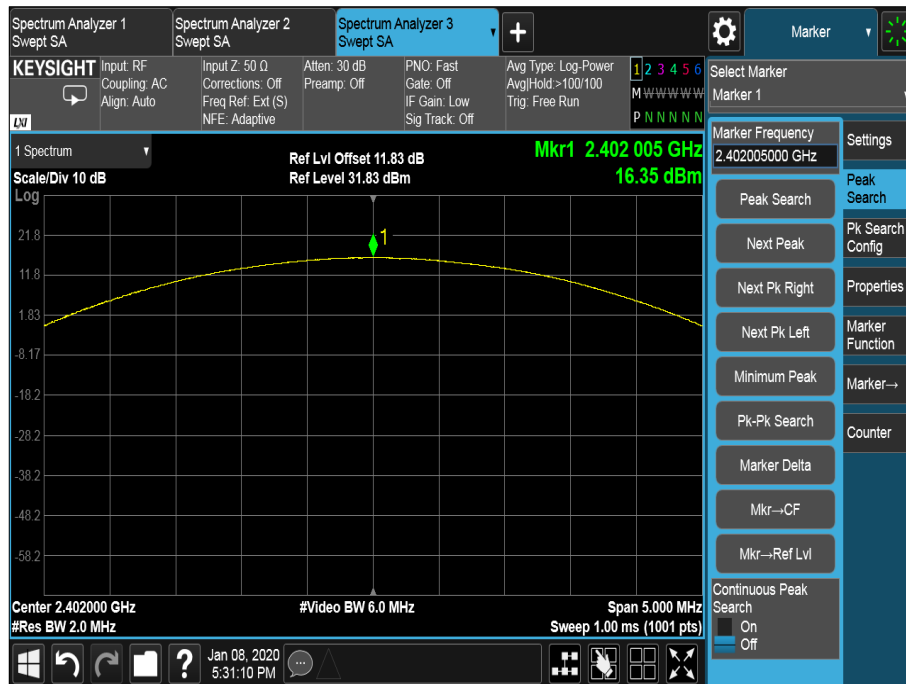 Spectrum Analyzer 1
Swept SA
Spectrum Analyzer 2
Swept SA
Spectrum Analyzer 3
Swept SA
Marker
KEYSIGHT
LXI
Input: RF
Coupling: AC
Align: Auto
Input Z: 50 Ω
Corrections: Off
Freq Ref: Ext (S)
NFE: Adaptive
Atten: 30 dB
Preamp: Off
PNO: Fast
Gate: Off
IF Gain: Low
Sig Track: Off
Avg Type: Log-Power
Avg|Hold:>100/100
Trig: Free Run
1 2 3 4 5 6
M W W W W W
P N N N N N
Select Marker
Marker 1
1 Spectrum
Scale/Div 10 dB
Log
Ref Lvl Offset 11.83 dB
Ref Level 31.83 dBm
Mkr1 2.402 005 GHz
16.35 dBm
1
21.8
11.8
1.83
-8.17
-18.2
-28.2
-38.2
-48.2
-58.2
Center 2.402000 GHz
#Res BW 2.0 MHz
#Video BW 6.0 MHz
Span 5.000 MHz
Sweep 1.00 ms (1001 pts)
Marker Frequency
2.402005000 GHz
Peak Search
Next Peak
Next Pk Right
Next Pk Left
Minimum Peak
Pk-Pk Search
Marker Delta
Mkr→CF
Mkr→Ref Lvl
Continuous Peak
Search
On
Off
Settings
Peak
Search
Pk Search
Config
Properties
Marker
Function
Marker→
Counter
Jan 08, 2020
5:31:10 PM